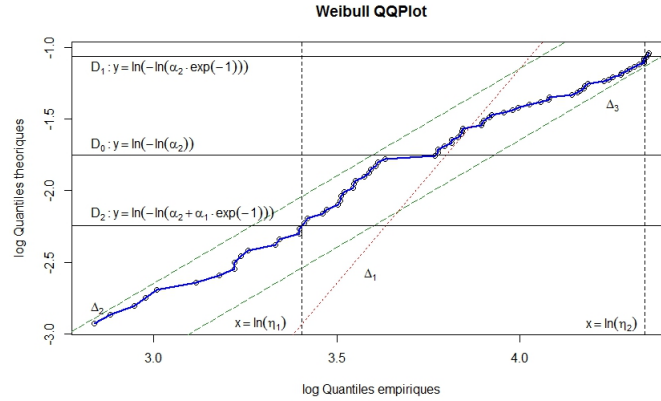 Weibull QQPlot
log Quantiles theoriques
-1.0
-1.5
-2.0
-2.5
-3.0
D₁ : y = ln(−ln(α₂ · exp(−1)))
D₀ : y = ln(−ln(α₂))
D₂ : y = ln(−ln(α₂ + α₁ · exp(−1)))
Δ₃
Δ₁
Δ₂
x = ln(η₁)
x = ln(η₂)
3.0 3.5 4.0
log Quantiles empiriques